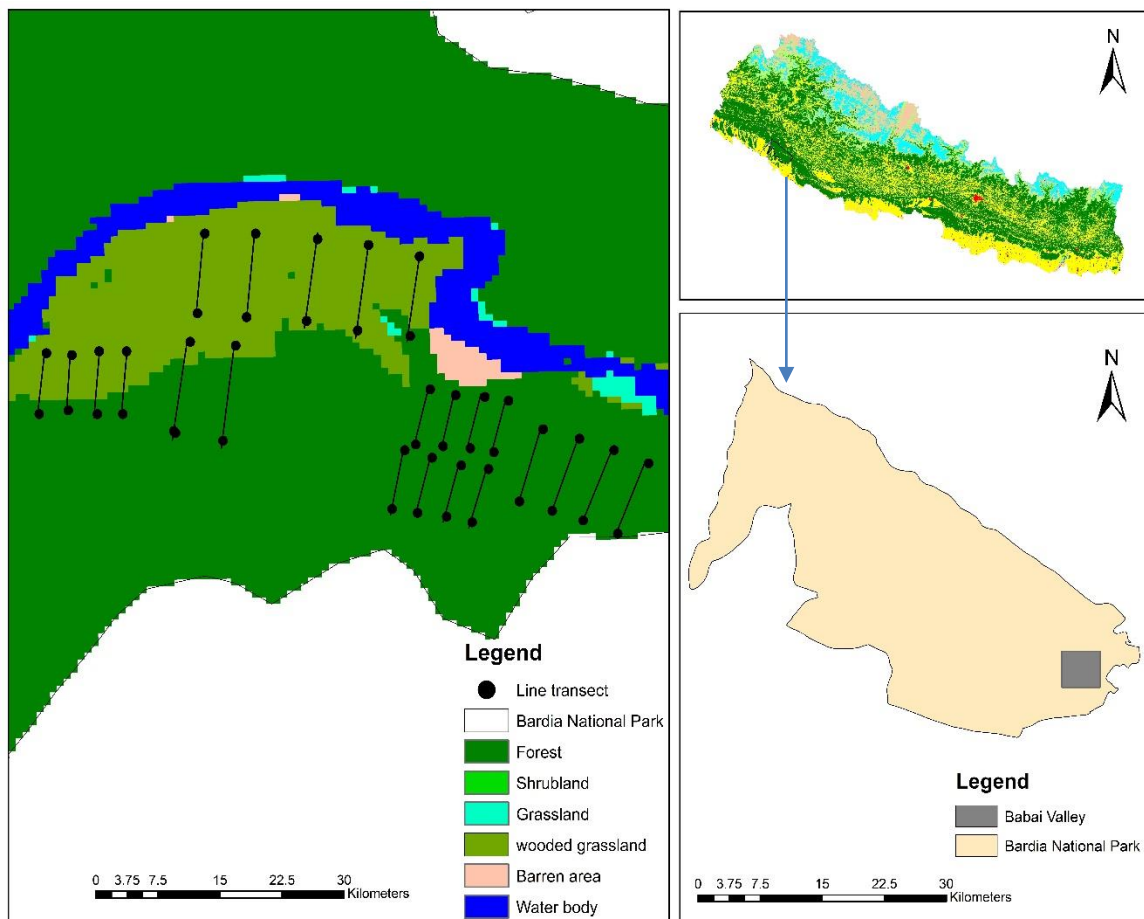 Legend
Line transect
Bardia National Park
Forest
Shrubland
Grassland
wooded grassland
Barren area
Water body
0 3.75 7.5 15 22.5 30
Kilometers
N
N
Legend
Babai Valley
Bardia National Park
0 3.75 7.5 15 22.5 30
Kilometers